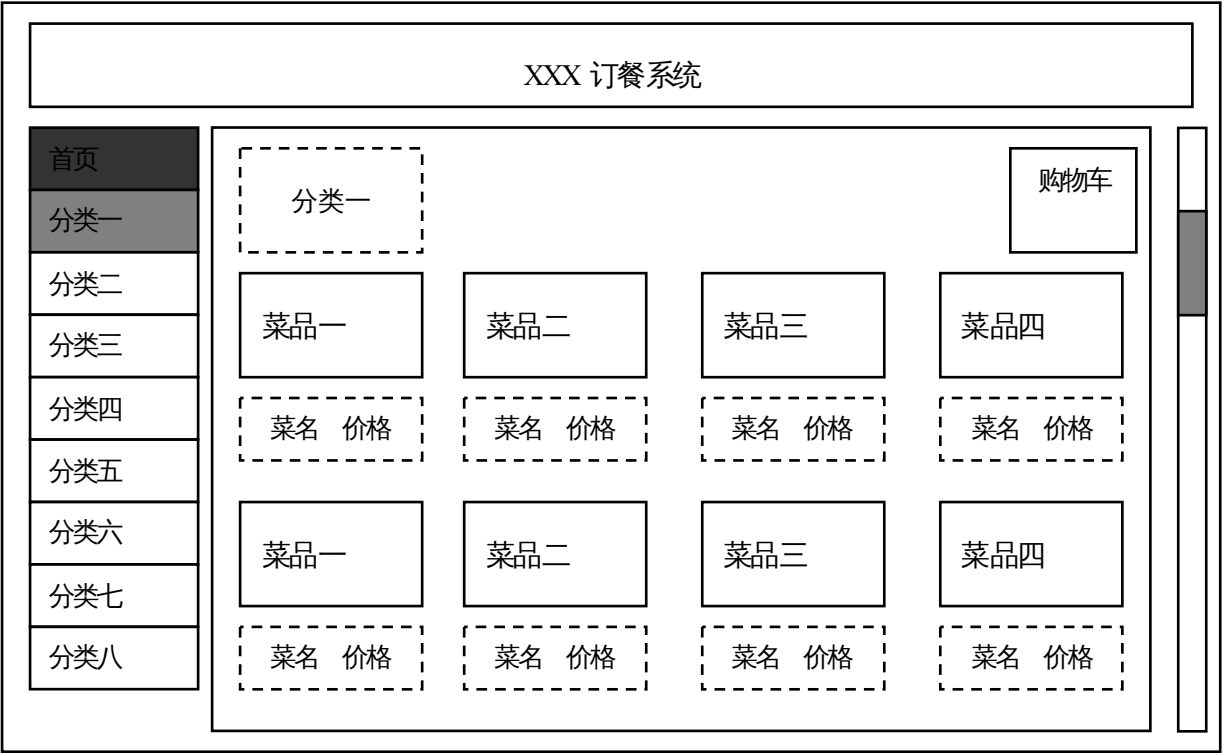 XXX 订餐系统
首页
分类一
分类二
分类三
分类四
分类五
分类六
分类七
分类八
分类一
购物车
菜品一 菜品二 菜品三 菜品四
菜名 价格 菜名 价格 菜名 价格 菜名 价格
菜品一 菜品二 菜品三 菜品四
菜名 价格 菜名 价格 菜名 价格 菜名 价格